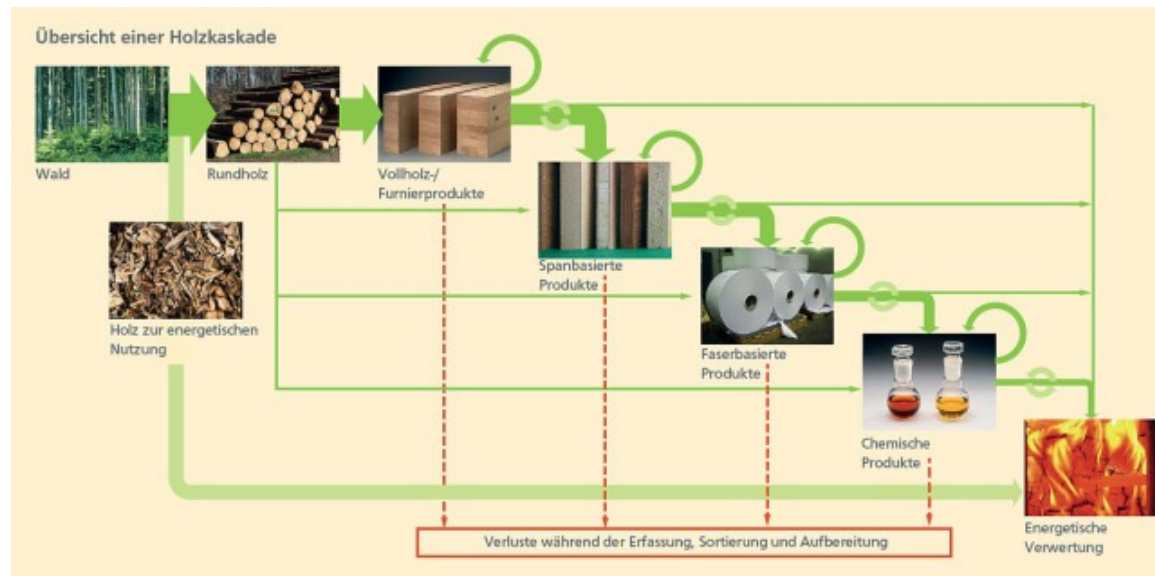 Übersicht einer Holzkaskade
Wald
Rundholz
Vollholz-/
Furnierprodukte
Spanbasierte
Produkte
Holz zur energetischen
Nutzung
Faserbasierte
Produkte
Chemische
Produkte
Energetische
Verwertung
Verluste während der Erfassung, Sortierung und Aufbereitung